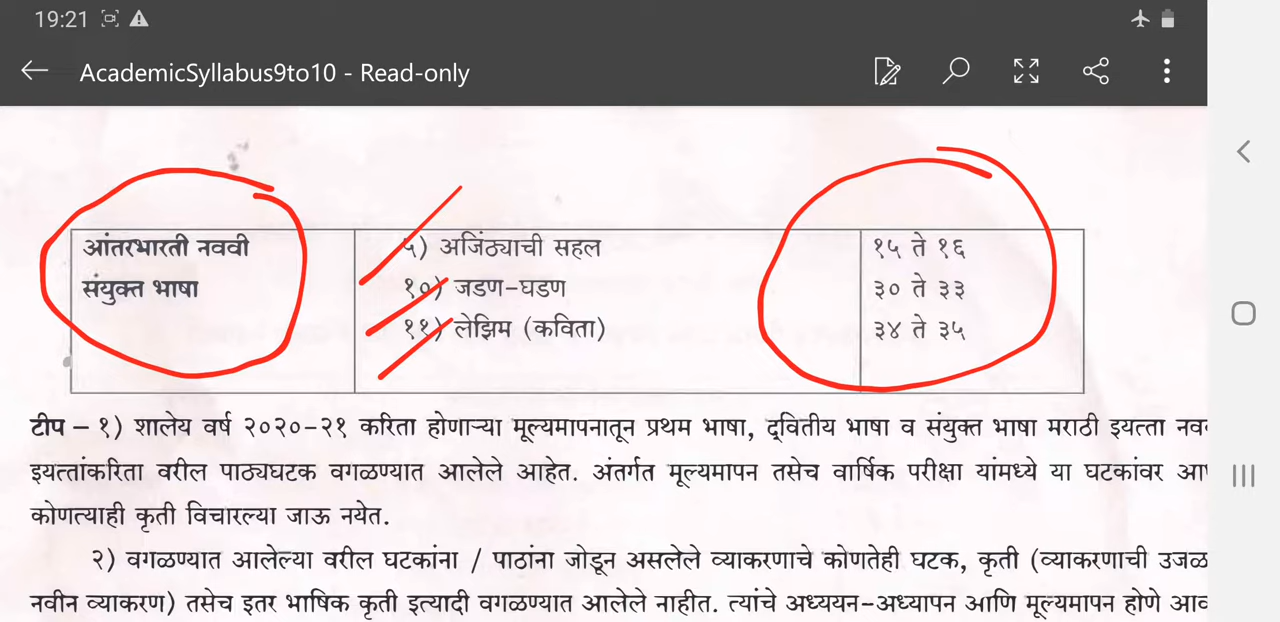 19:21
AcademicSyllabus9to10 - Read-only
आंतरभारती नववी ५) अजिंठ्याची सहल १५ ते १६
संयुक्त भाषा १०) जडण-घडण ३० ते ३३
११) लेझिम (कविता) ३४ ते ३५
टीप – १) शालेय वर्ष २०२०-२१ करिता होणाऱ्या मूल्यमापनातून प्रथम भाषा, द्वितीय भाषा व संयुक्त भाषा मराठी इयत्ता
इयत्तांकरिता वरील पाठ्यघटक वगळण्यात आलेले आहेत. अंतर्गत मूल्यमापन तसेच वार्षिक परीक्षा यांमध्ये या घटकांवर
कोणत्याही कृती विचारल्या जाऊ नयेत.
२) वगळण्यात आलेल्या वरील घटकांना / पाठांना जोडून असलेले व्याकरणाचे कोणतेही घटक, कृती (व्याकरणाची
नवीन व्याकरण) तसेच इतर भाषिक कृती इत्यादी वगळण्यात आलेले नाहीत. त्यांचे अध्ययन-अध्यापन आणि मूल्यमापन होणे